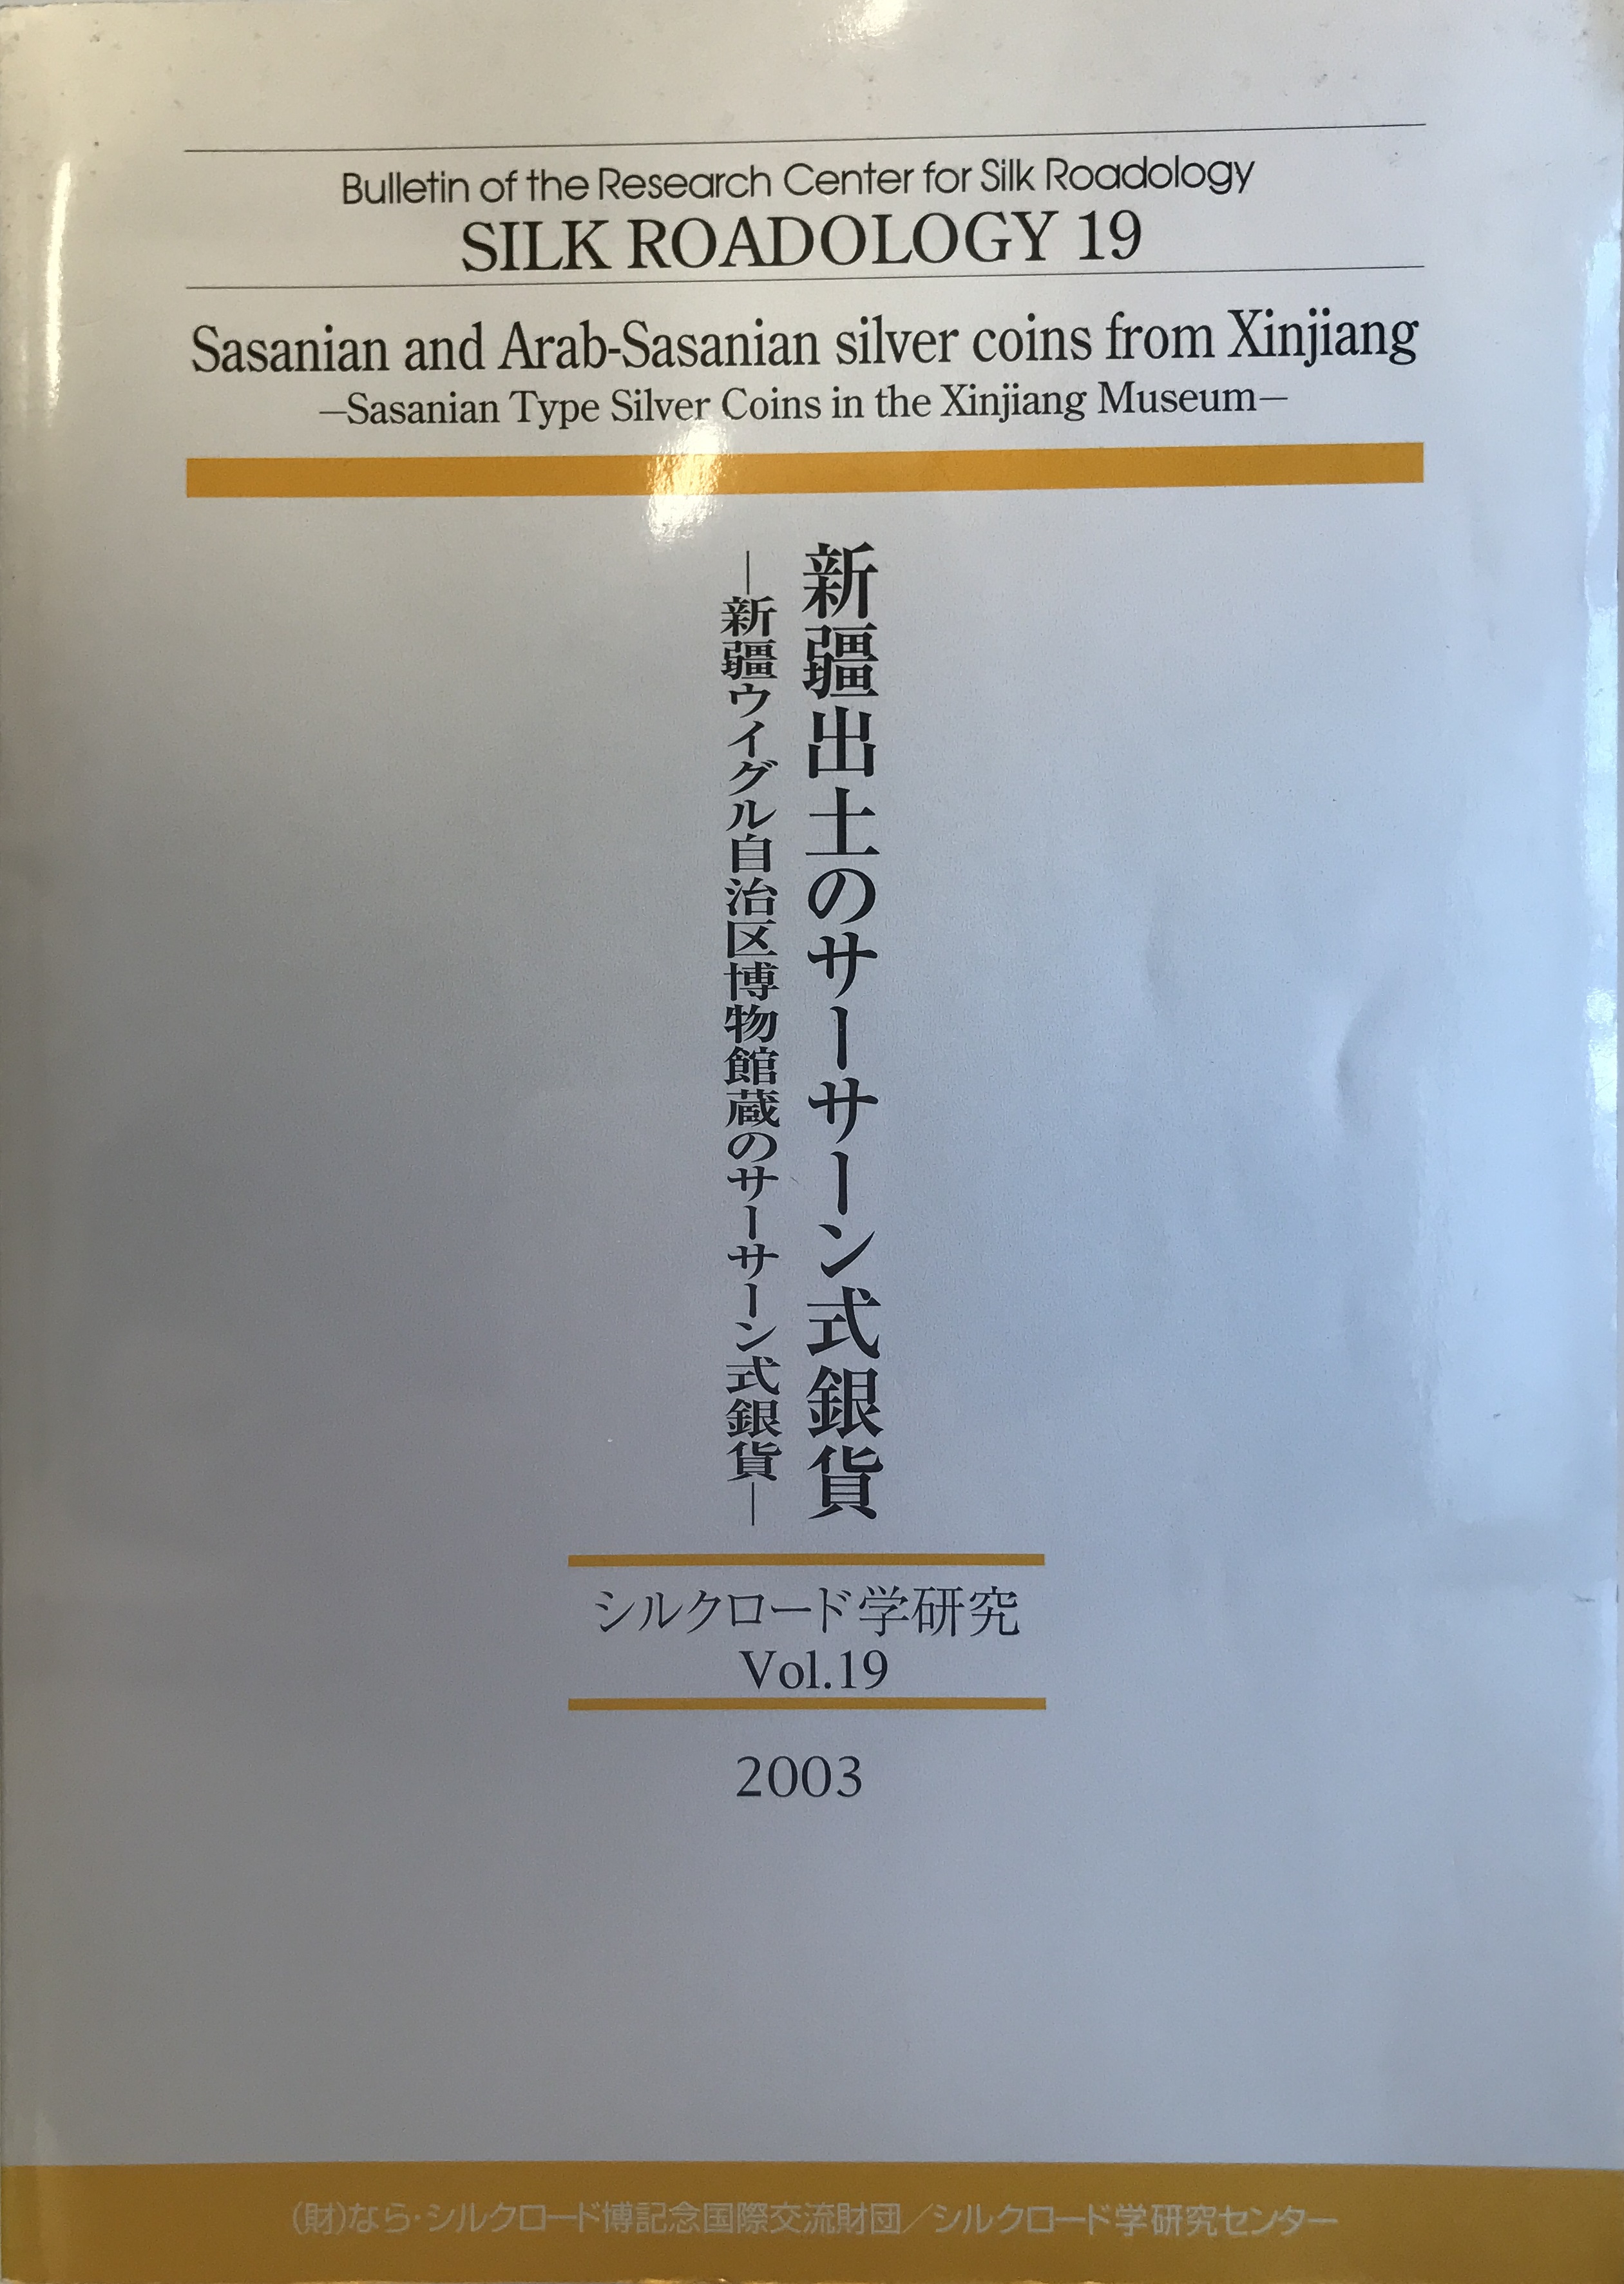 Bulletin of the Research Center for Silk Roadology
SILK ROADOLOGY 19
Sasanian and Arab-Sasanian silver coins from Xinjiang
—Sasanian Type Silver Coins in the Xinjiang Museum—
新疆出土のサーサーン式銀貨
—新疆ウイグル自治区博物館蔵のサーサーン式銀貨—
シルクロード学研究
Vol.19
2003
(財)なら・シルクロード博記念国際交流財団／シルクロード学研究センター